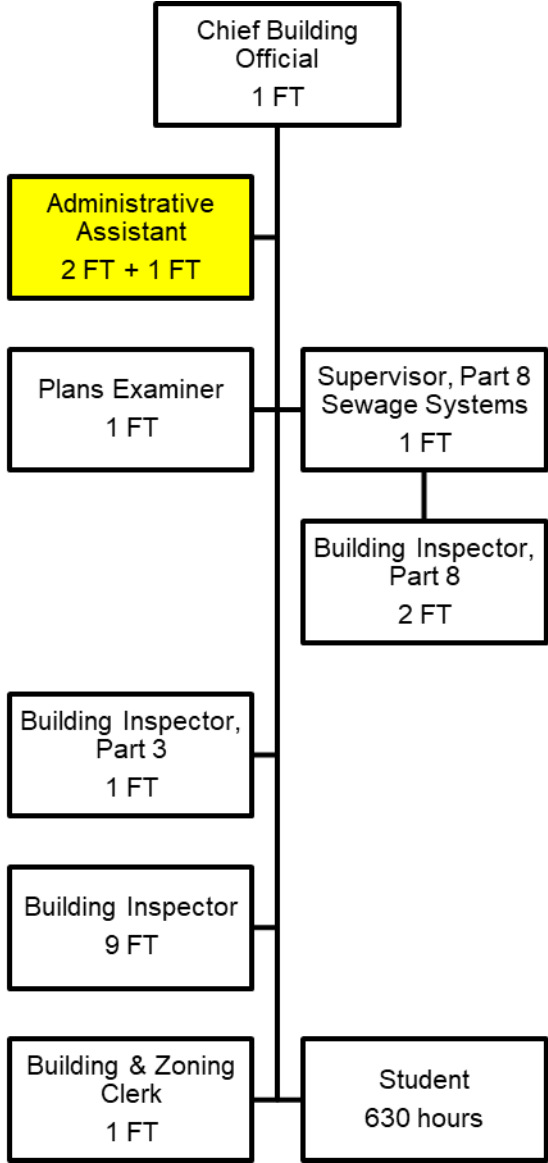 Chief Building
Official
1 FT
Administrative
Assistant
2 FT + 1 FT
Plans Examiner
1 FT
Supervisor, Part 8
Sewage Systems
1 FT
Building Inspector,
Part 8
2 FT
Building Inspector,
Part 3
1 FT
Building Inspector
9 FT
Building & Zoning
Clerk
1 FT
Student
630 hours